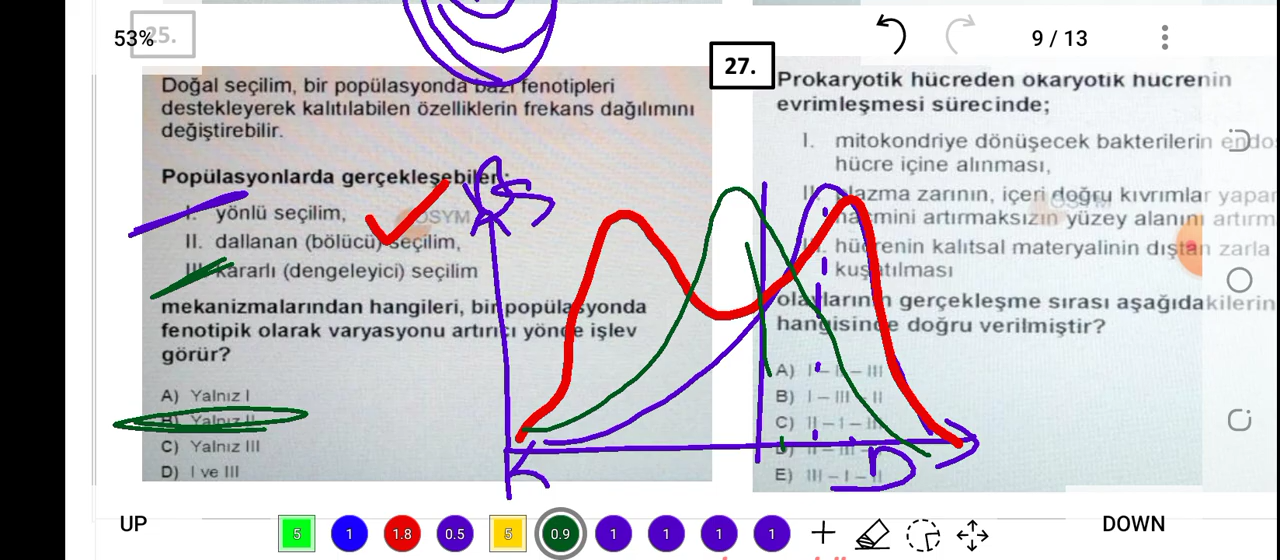 53%
25.
9 / 13
Doğal seçilim, bir popülasyonda bazı fenotipleri
destekleyerek kalıtılabilen özelliklerin frekans dağılımını
değiştirebilir.
Popülasyonlarda gerçekleşebilen;
I. yönlü seçilim,
II. dallanan (bölücü) seçilim,
III. kararlı (dengeleyici) seçilim
mekanizmalarından hangileri, bir popülasyonda
fenotipik olarak varyasyonu artırıcı yönde işlev
görür?
A) Yalnız I
B) Yalnız II
C) Yalnız III
D) I ve III
ÖSYM
27.
Prokaryotik hücreden ökaryotik hücrenin
evrimleşmesi sürecinde;
I. mitokondriye dönüşecek bakterilerin endo
hücre içine alınması,
II. plazma zarının, içeri doğru kıvrımlar yapar
hacmini artırmaksızın yüzey alanını artırm
III. hücrenin kalıtsal materyalinin dıştan zarla
kuşatılması
olaylarının gerçekleşme sırası aşağıdakilerin
hangisinde doğru verilmiştir?
A) I – II – III
B) I – III – II
C) II – I – III
D) II – III – I
E) III – I – II
ÖSYM
UP
5 1 1.8 0.5 5 0.9 1 1 1 1
DOWN